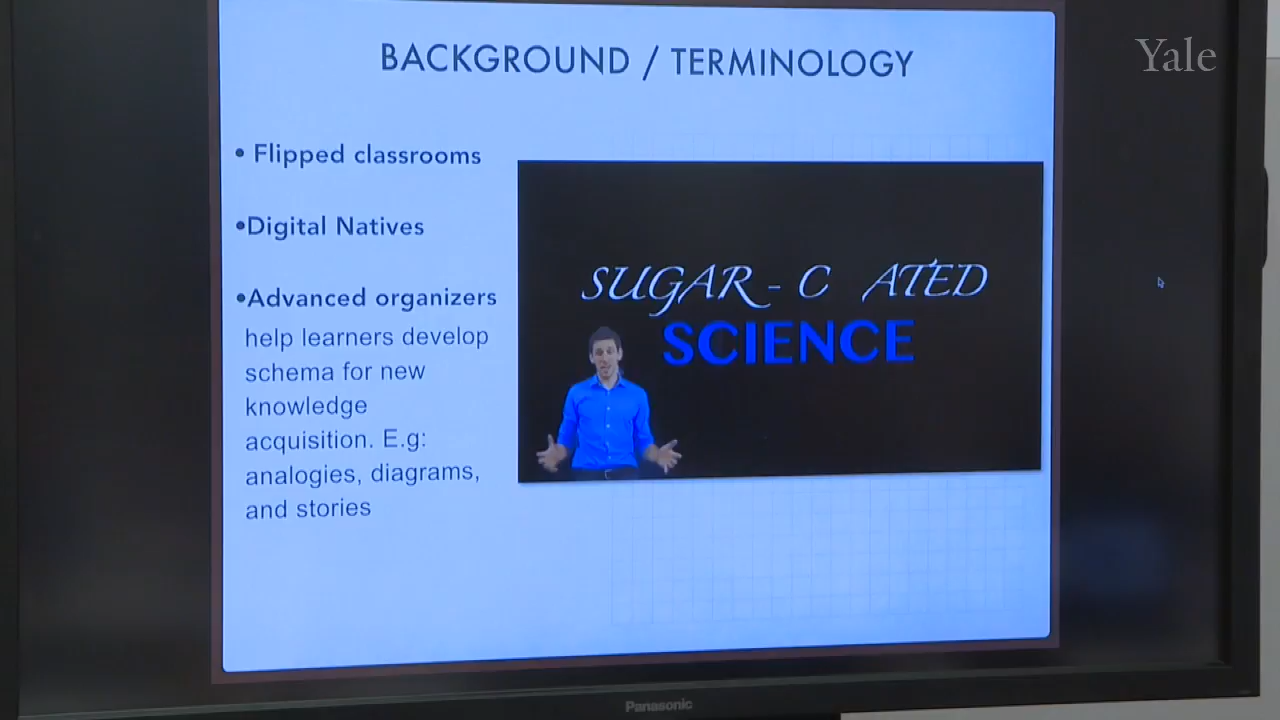 BACKGROUND / TERMINOLOGY
Yale
• Flipped classrooms
•Digital Natives
•Advanced organizers
help learners develop
schema for new
knowledge
acquisition. E.g:
analogies, diagrams,
and stories
SUGAR - C ATED
SCIENCE
Panasonic